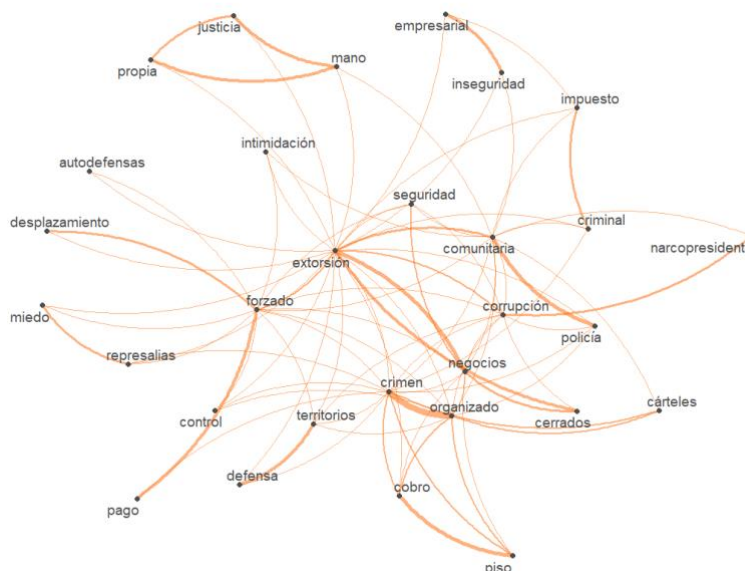 empresarial
justicia
mano
propia
inseguridad
impuesto
intimidación
autodefensas
seguridad
desplazamiento
criminal
comunitaria
narcopresident
extorsión
forzado
corrupción
miedo
policía
represalias
negocios
crimen
control
territorios
organizado
cerrados
cárteles
defensa
cobro
pago
piso